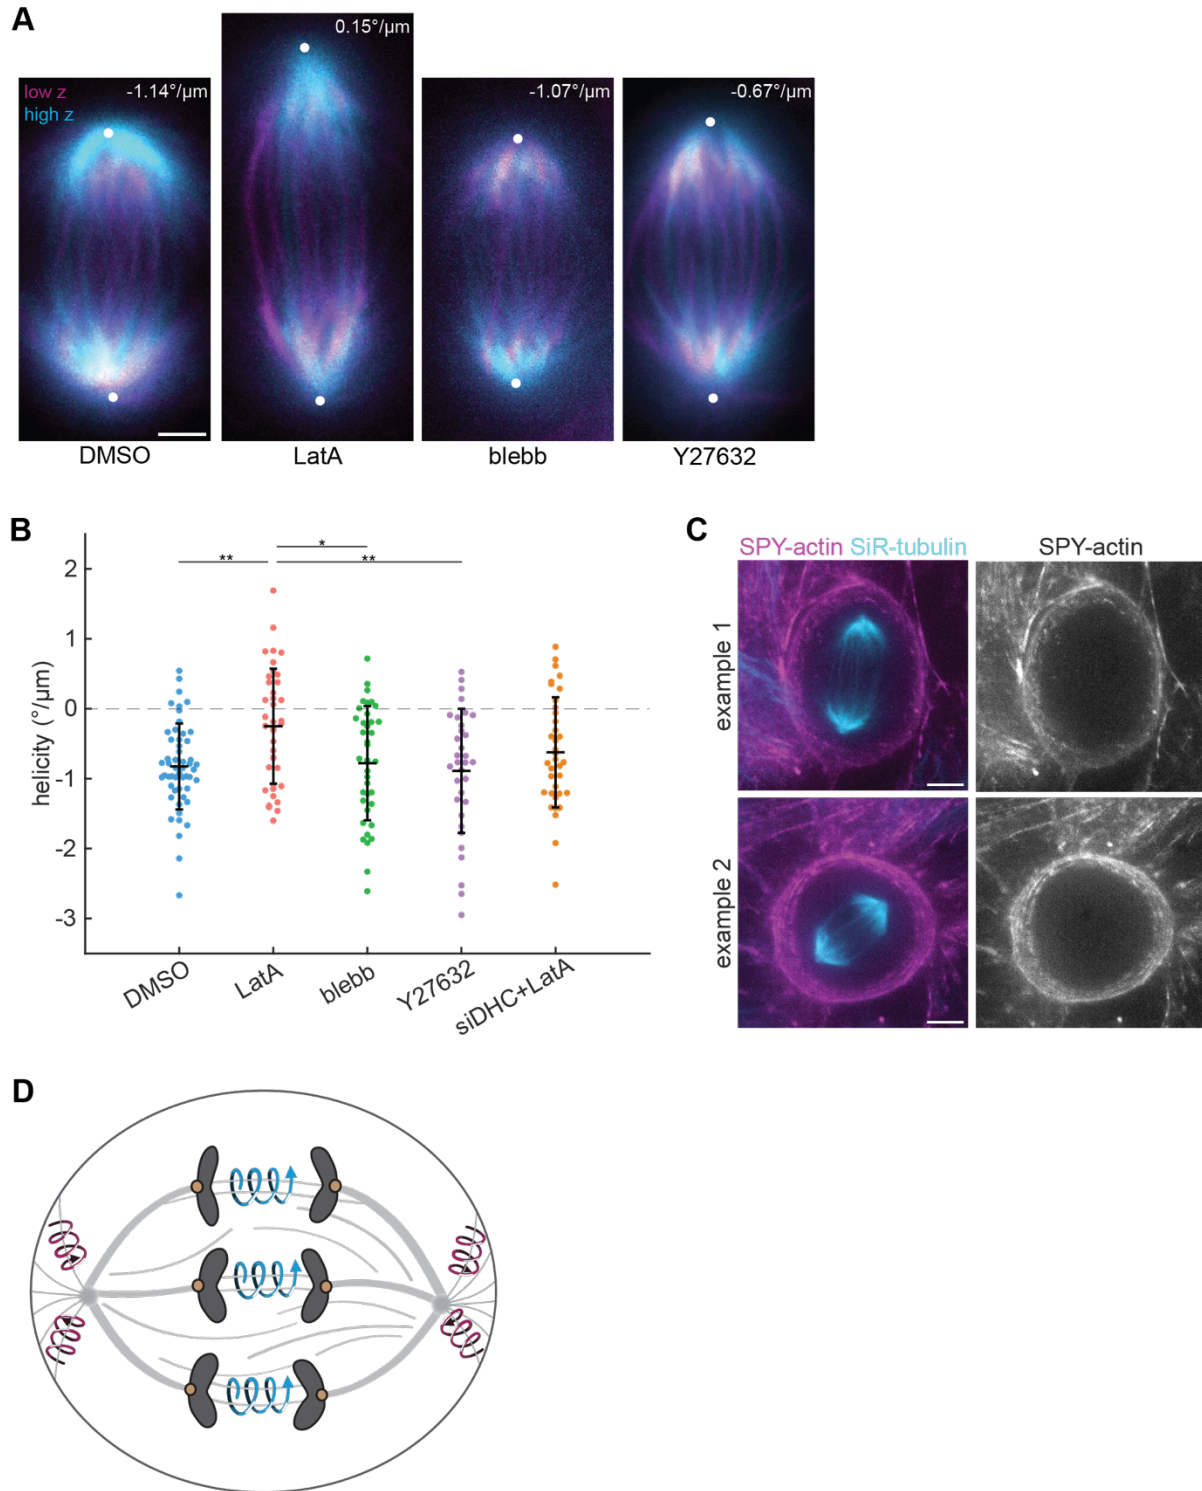 A
low z
high z
-1.14°/µm
0.15°/µm
-1.07°/µm
-0.67°/µm
DMSO
LatA
blebb
Y27632
B
helicity (°/µm)
2
1
0
-1
-2
-3
**
*
**
DMSO
LatA
blebb
Y27632
siDHC+LatA
C
SPY-actin SiR-tubulin
SPY-actin
example 1
example 2
D